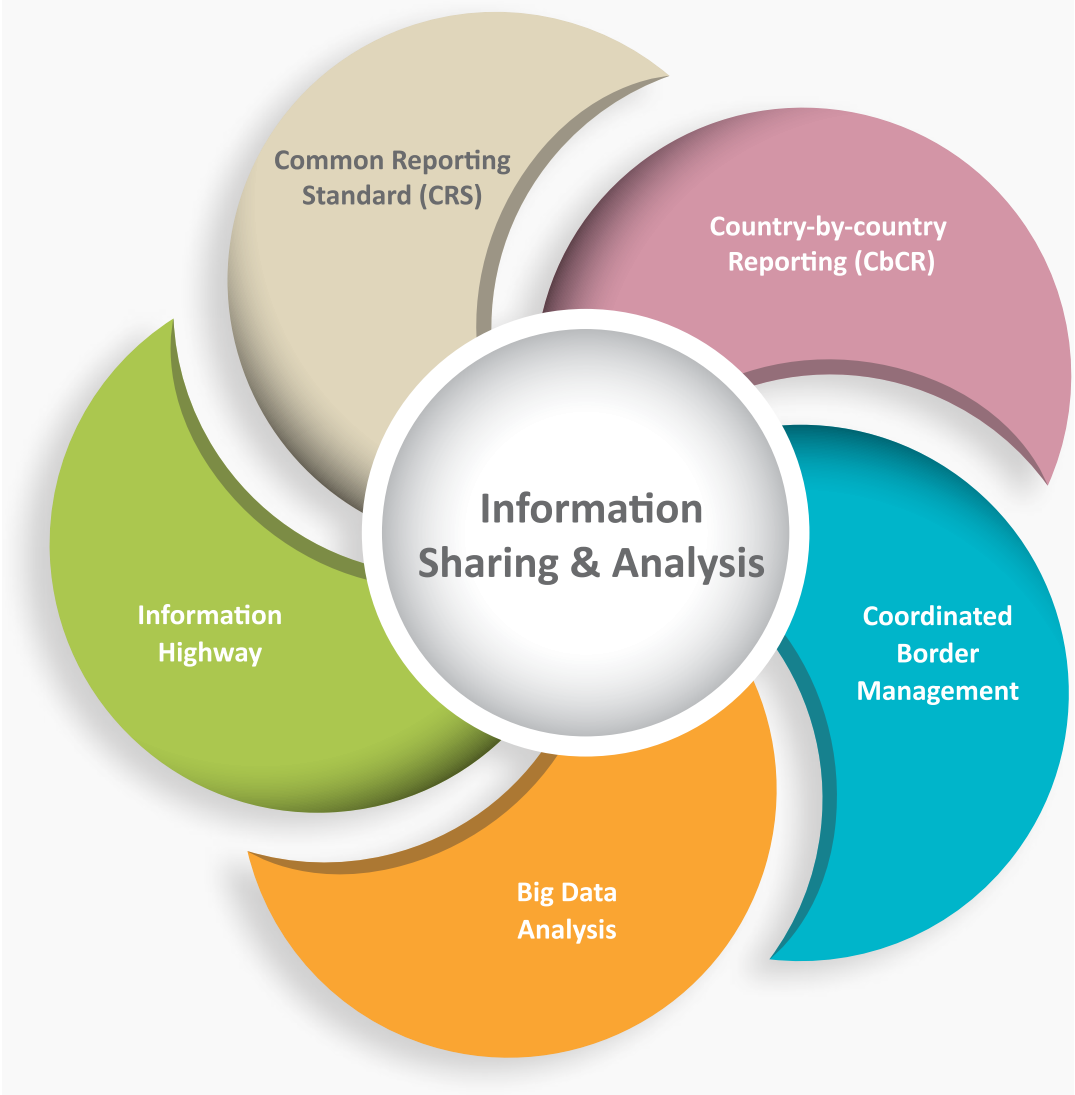 Common Reporting
Standard (CRS)
Country-by-country
Reporting (CbCR)
Information
Sharing & Analysis
Information
Highway
Coordinated
Border
Management
Big Data
Analysis